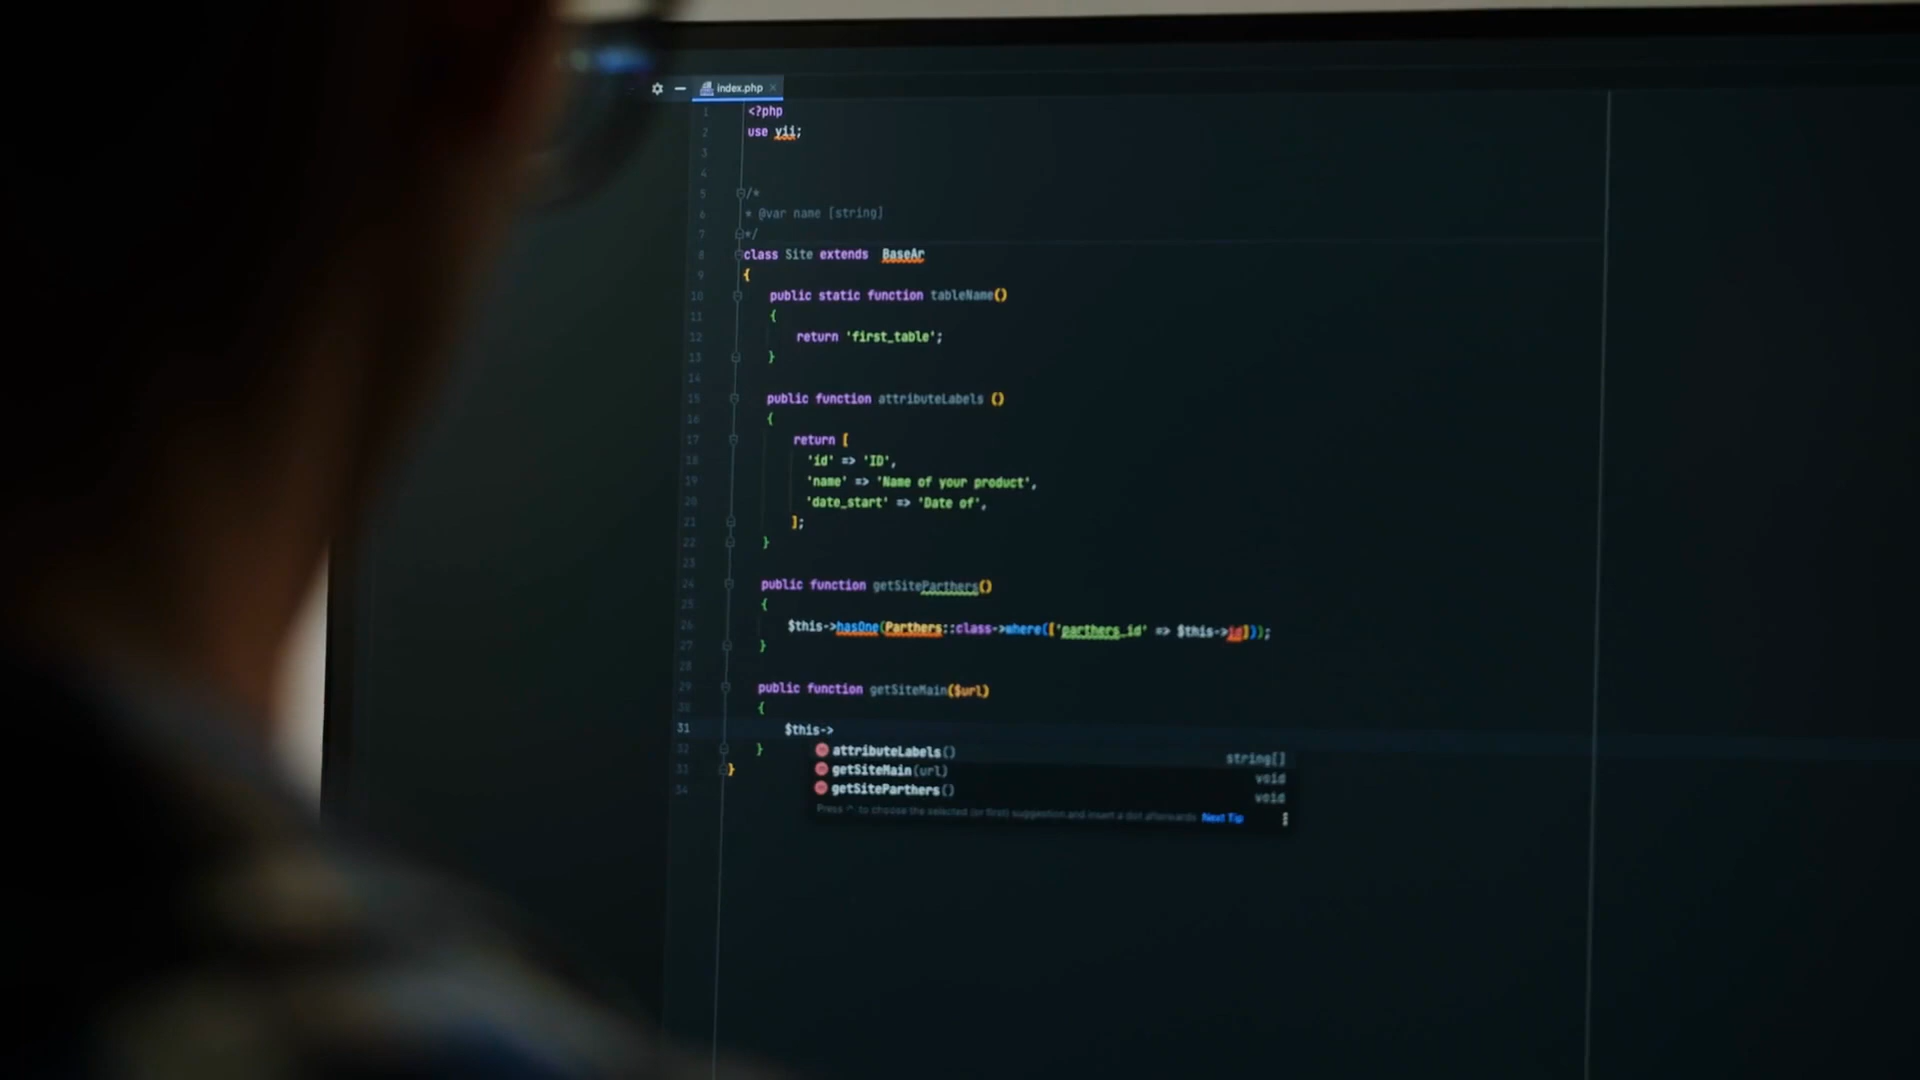 index.php
1 <?php
2 use yii;
3
4
5 /*
6 * @var name [string]
7 */
8 class Site extends BaseAr
9 {
10 public static function tableName()
11 {
12 return 'first_table';
13 }
14
15 public function attributeLabels ()
16 {
17 return [
18 'id' => 'ID',
19 'name' => 'Name of your product',
20 'date_start' => 'Date of',
21 ];
22 }
23
24 public function getSiteParthers()
25 {
26 $this->hasOne(Parthers::class->where(['parthers_id' => $this->id]));
27 }
28
29 public function getSiteMain($url)
30 {
31 $this->
32 }
33 }
34
attributeLabels() string[]
getSiteMain(url) void
getSiteParthers() void
Press ^. to choose the selected (or first) suggestion and insert a dot afterwards Next Tip